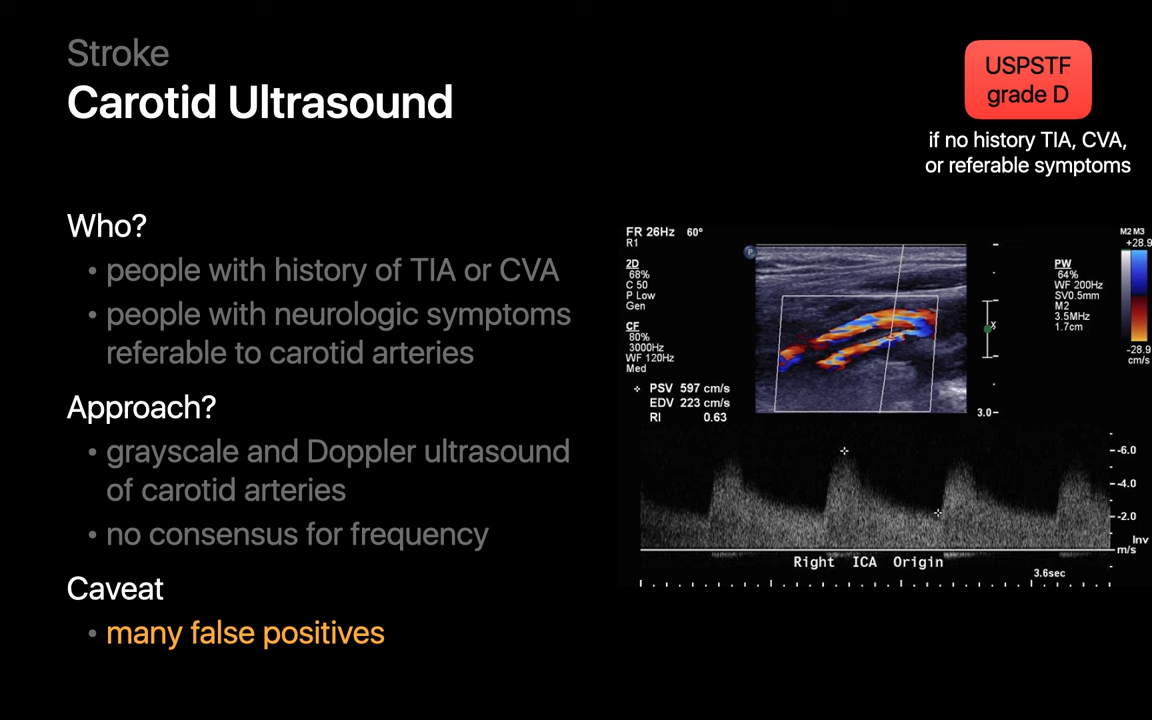 Stroke
Carotid Ultrasound
USPSTF
grade D
if no history TIA, CVA,
or referable symptoms
Who?
• people with history of TIA or CVA
• people with neurologic symptoms
referable to carotid arteries
Approach?
• grayscale and Doppler ultrasound
of carotid arteries
• no consensus for frequency
Caveat
• many false positives
FR 26Hz 60°
R1
2D
68%
C 50
P Low
Gen
CF
80%
3000Hz
WF 120Hz
Med
PSV 597 cm/s
EDV 223 cm/s
RI 0.63
P
x
3.0
PW
64%
WF 200Hz
SV0.5mm
M2
3.5MHz
1.7cm
M2 M3
+28.9
-28.9
cm/s
-6.0
-4.0
-2.0
Inv
m/s
Right ICA Origin
3.6sec